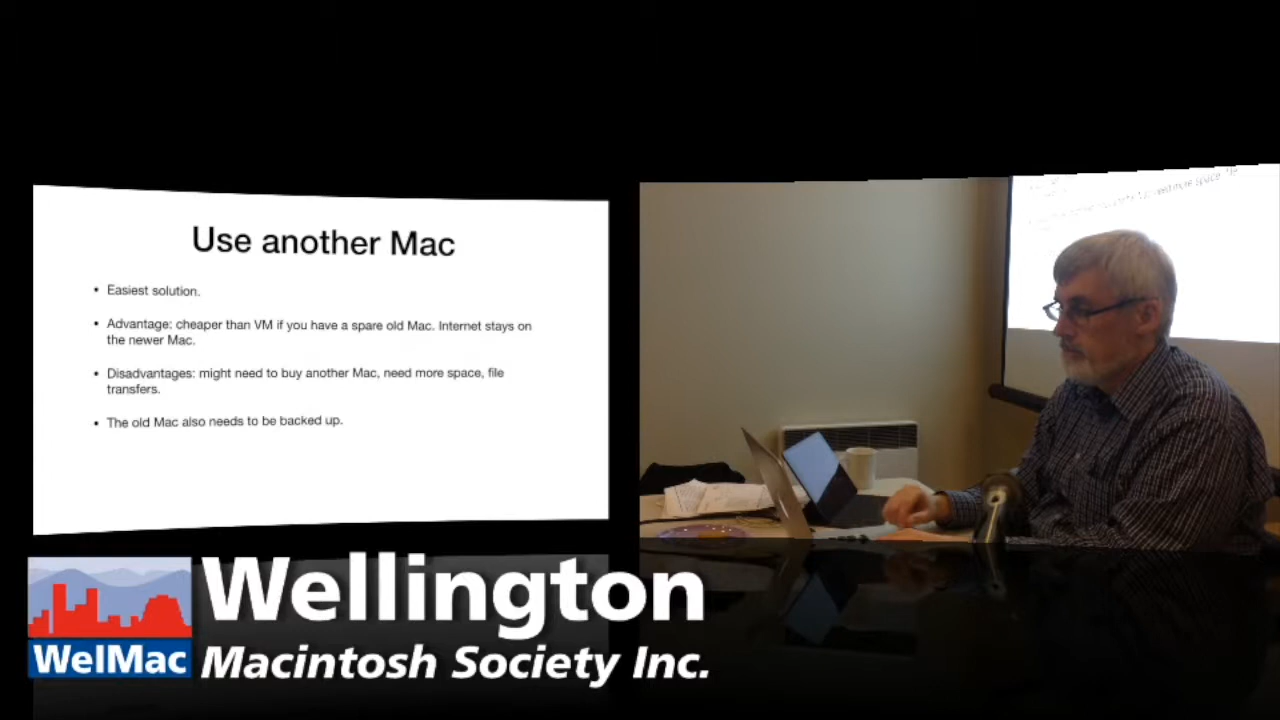 Use another Mac
• Easiest solution.
• Advantage: cheaper than VM if you have a spare old Mac. Internet stays on
the newer Mac.
• Disadvantages: might need to buy another Mac, need more space, file
transfers.
• The old Mac also needs to be backed up.
WelMac
Wellington
Macintosh Society Inc.